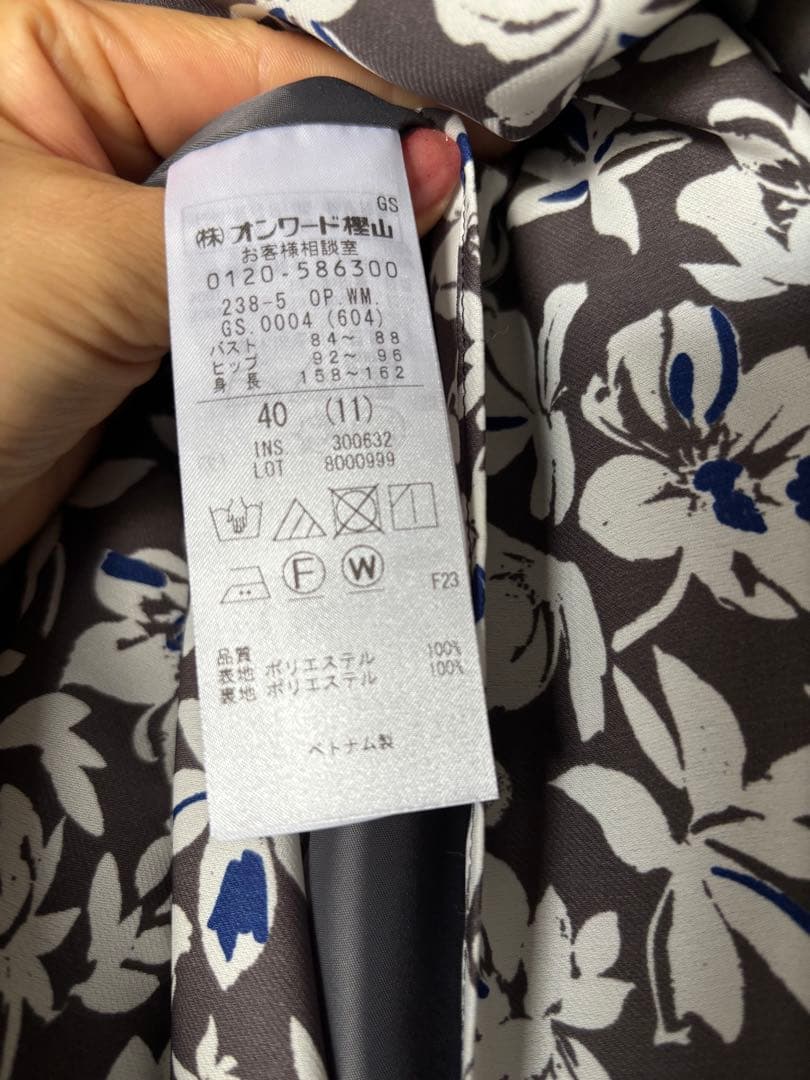 GS
(株)オンワード樫山
お客様相談室
0120-586300
238-5 OP.WM.
GS.0004 (604)
バスト 84～ 88
ヒップ 92～ 96
身 長 158～162
40 (11)
INS 300632
LOT 8000999
F W
F23
品質
表地 ポリエステル 100%
裏地 ポリエステル 100%
ベトナム製